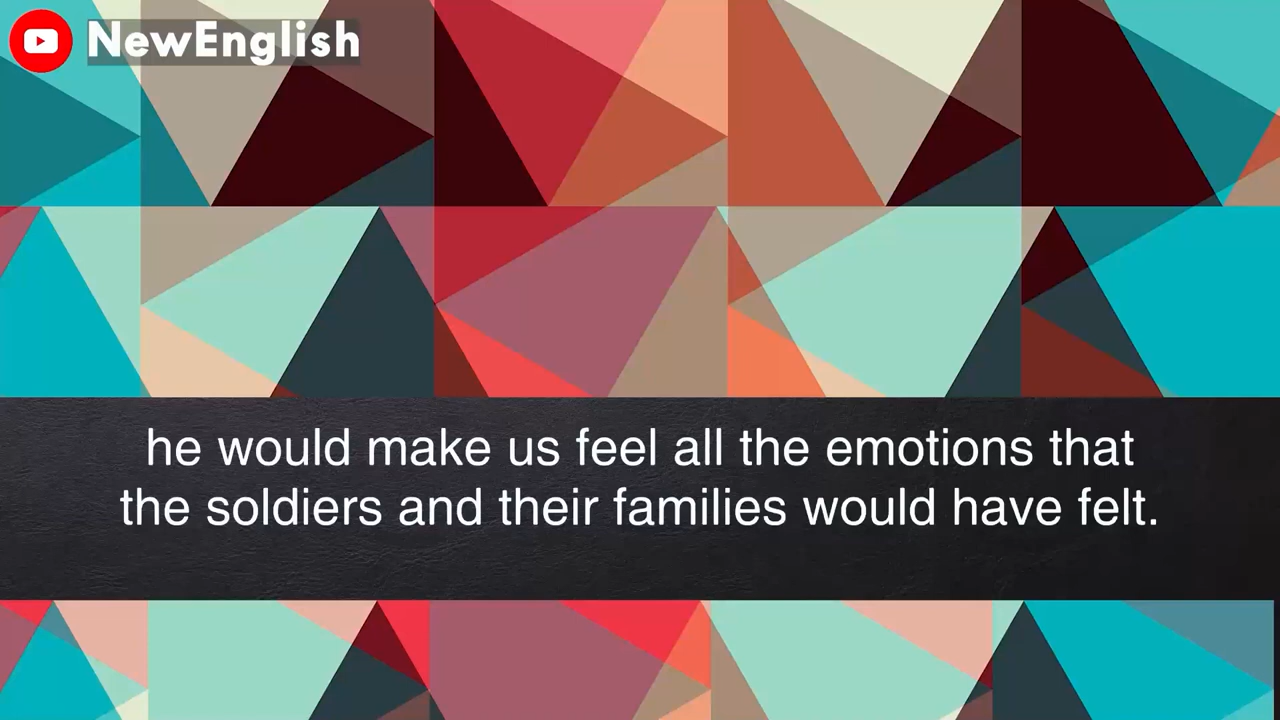 NewEnglish
he would make us feel all the emotions that
the soldiers and their families would have felt.